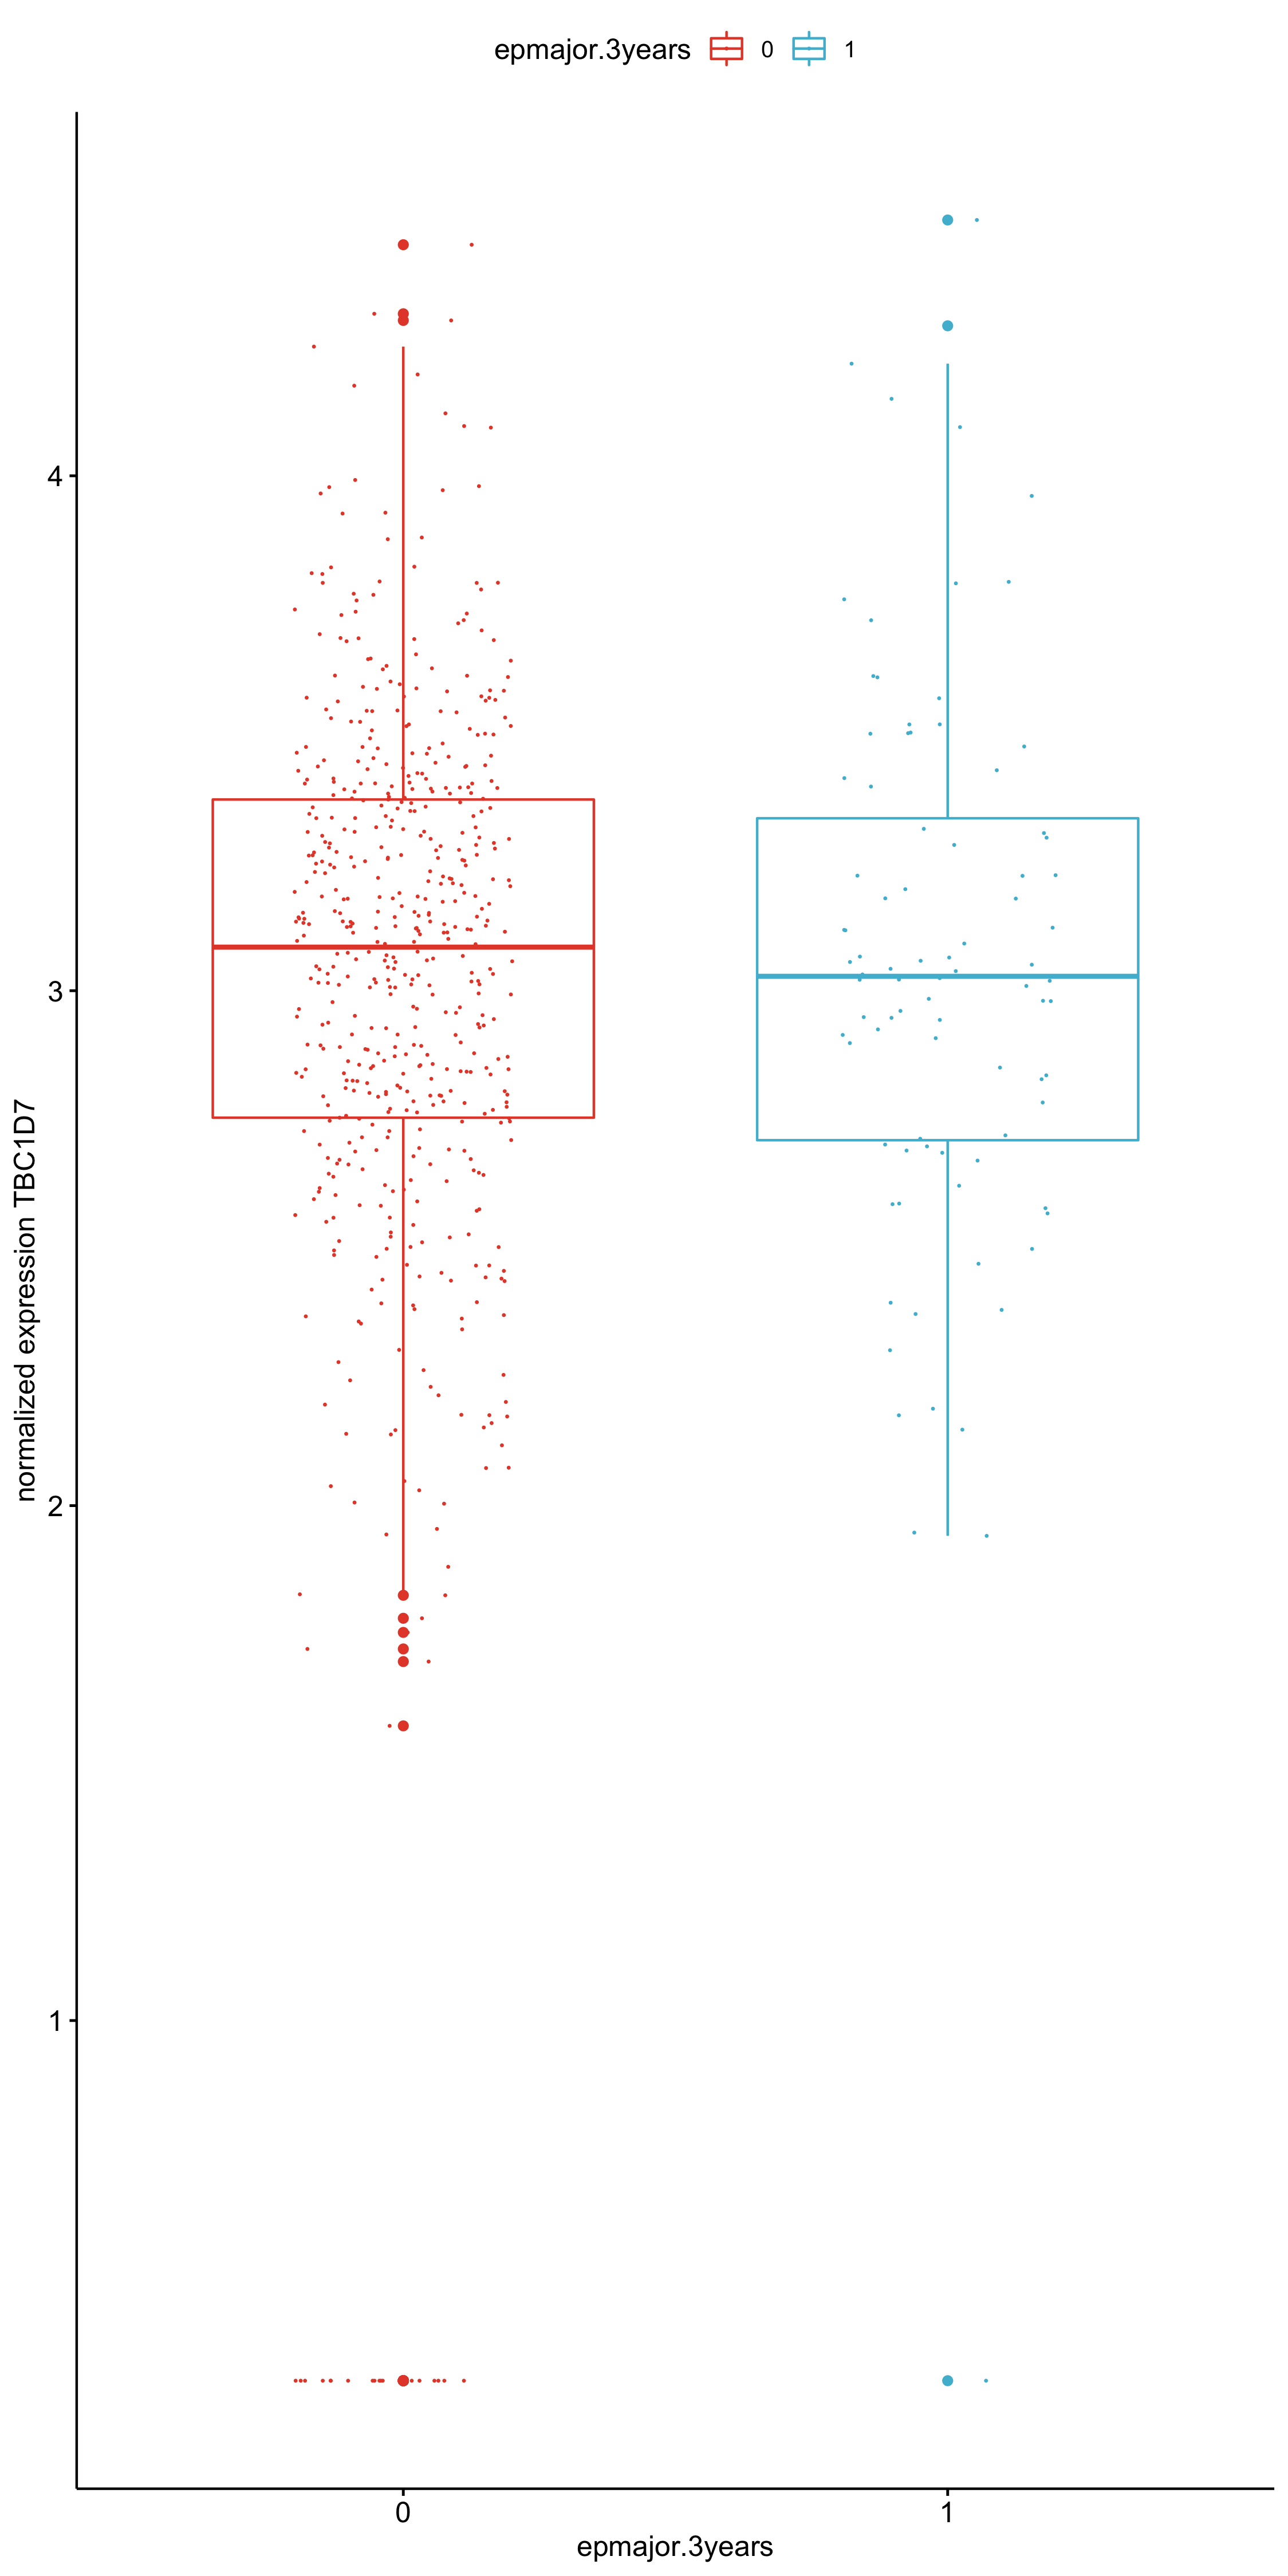 epmajor.3years 0 1
normalized expression TBC1D7
4
3
2
1
0 1
epmajor.3years